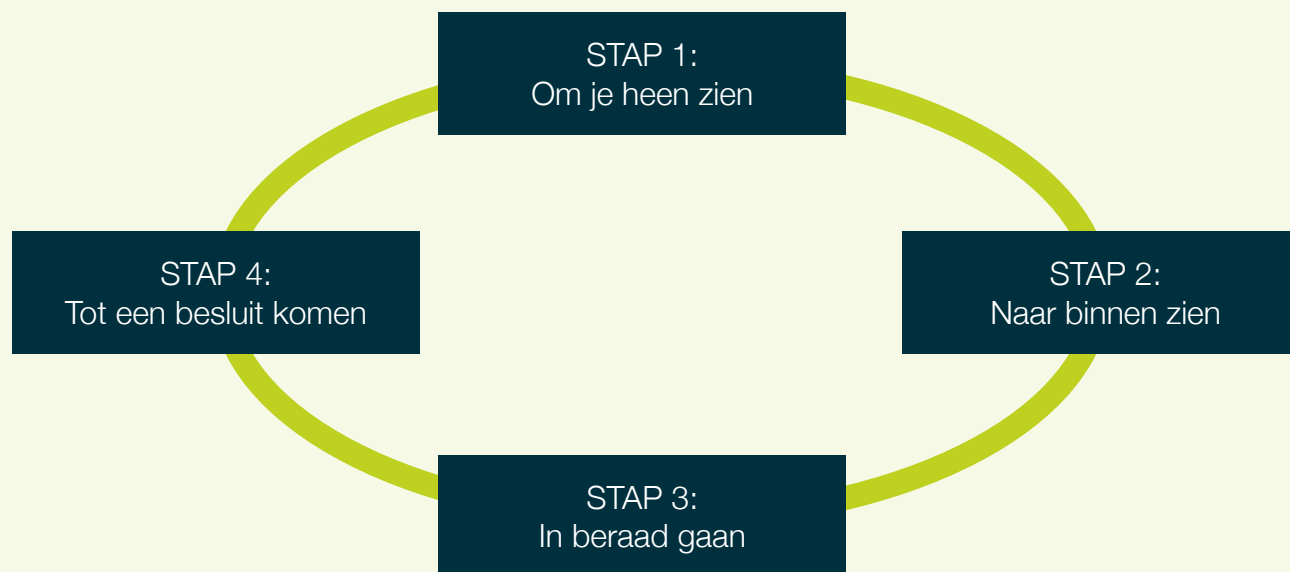 STAP 1:
Om je heen zien
STAP 2:
Naar binnen zien
STAP 3:
In beraad gaan
STAP 4:
Tot een besluit komen